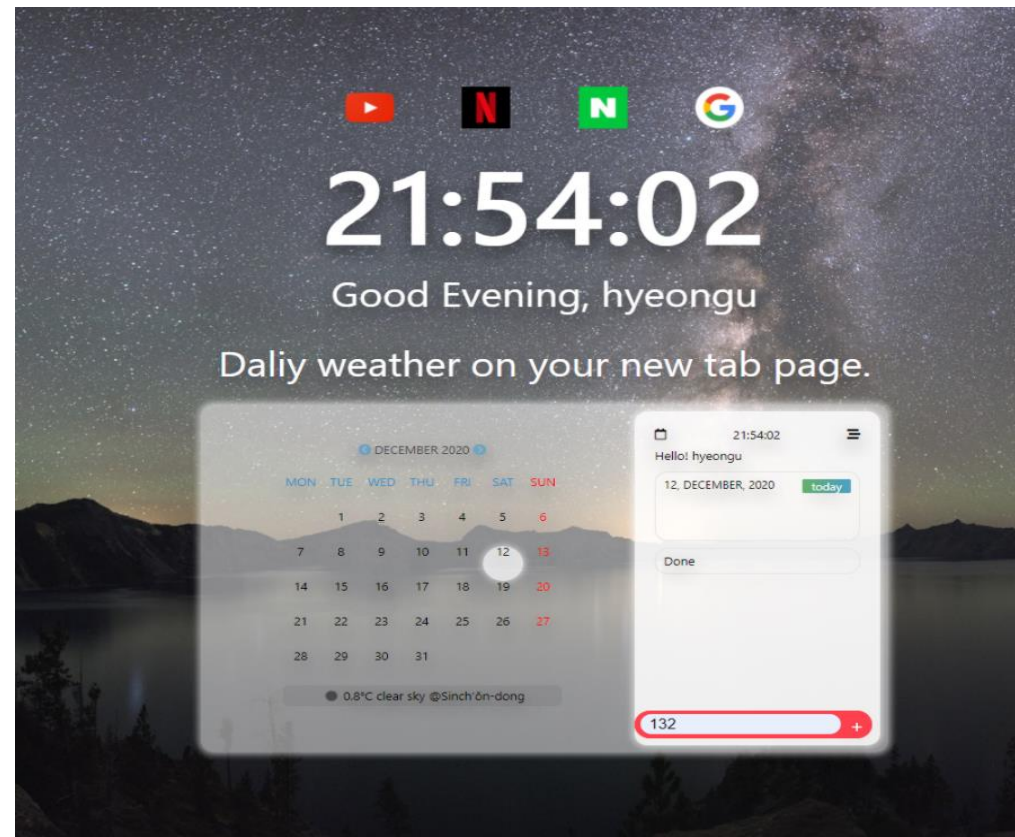 N N G
21:54:02
Good Evening, hyeongu
Daliy weather on your new tab page.
DECEMBER 2020
MON TUE WED THU FRI SAT SUN
1 2 3 4 5 6
7 8 9 10 11 12 13
14 15 16 17 18 19 20
21 22 23 24 25 26 27
28 29 30 31
0.8°C clear sky @Sinch'ŏn-dong
21:54:02
Hello! hyeongu
12, DECEMBER, 2020 today
Done
132 +